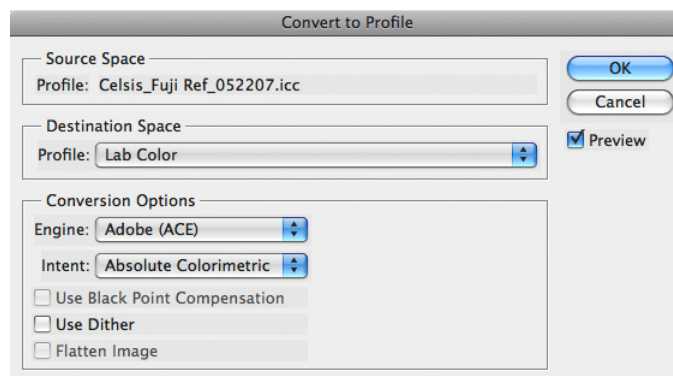 Convert to Profile
Source Space
Profile: Celsis_Fuji Ref_052207.icc
Destination Space
Profile: Lab Color
Conversion Options
Engine: Adobe (ACE)
Intent: Absolute Colorimetric
Use Black Point Compensation
Use Dither
Flatten Image
OK
Cancel
Preview